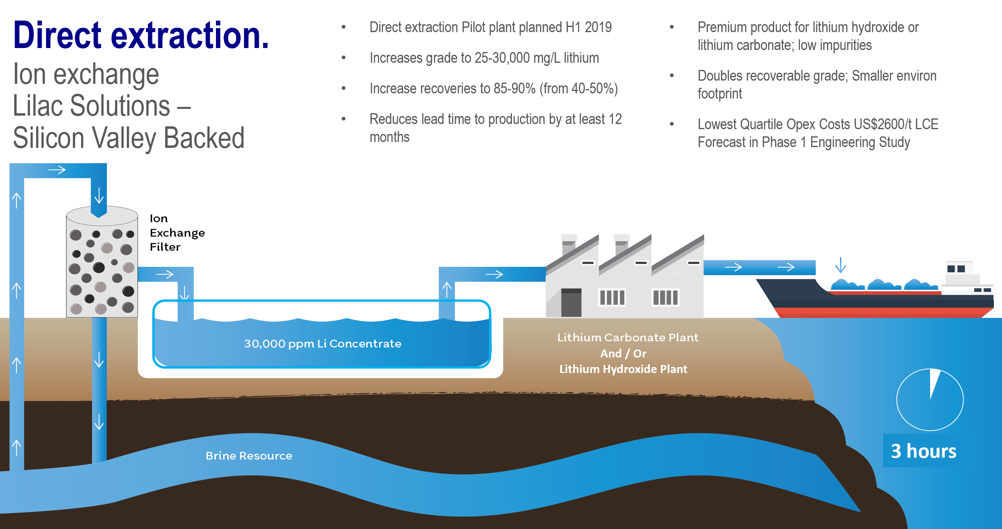 Direct extraction.
Ion exchange
Lilac Solutions –
Silicon Valley Backed
• Direct extraction Pilot plant planned H1 2019
• Increases grade to 25-30,000 mg/L lithium
• Increase recoveries to 85-90% (from 40-50%)
• Reduces lead time to production by at least 12
months
• Premium product for lithium hydroxide or
lithium carbonate; low impurities
• Doubles recoverable grade; Smaller environ
footprint
• Lowest Quartile Opex Costs US$2600/t LCE
Forecast in Phase 1 Engineering Study
Ion
Exchange
Filter
30,000 ppm Li Concentrate
Lithium Carbonate Plant
And / Or
Lithium Hydroxide Plant
Brine Resource
3 hours